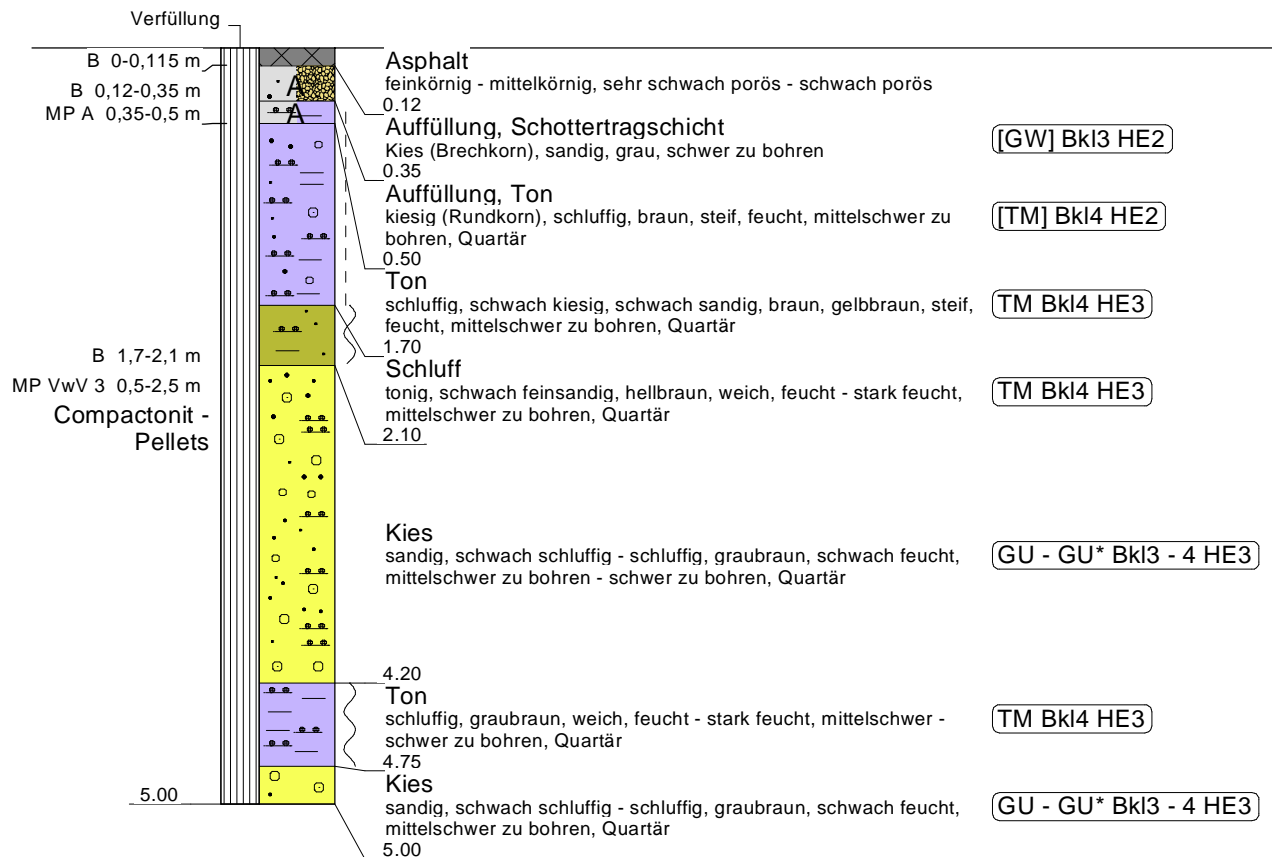 Verfüllung
B 0-0,115 m
B 0,12-0,35 m
MP A 0,35-0,5 m
A
A
Asphalt
feinkörnig - mittelkörnig, sehr schwach porös - schwach porös
0.12
Auffüllung, Schottertragschicht
Kies (Brechkorn), sandig, grau, schwer zu bohren
0.35
[GW] Bkl3 HE2
Auffüllung, Ton
kiesig (Rundkorn), schluffig, braun, steif, feucht, mittelschwer zu
bohren, Quartär
0.50
[TM] Bkl4 HE2
Ton
schluffig, schwach kiesig, schwach sandig, braun, gelbbraun, steif,
feucht, mittelschwer zu bohren, Quartär
1.70
TM Bkl4 HE3
B 1,7-2,1 m
MP VwV 3 0,5-2,5 m
Compactonit -
Pellets
Schluff
tonig, schwach feinsandig, hellbraun, weich, feucht - stark feucht,
mittelschwer zu bohren, Quartär
2.10
TM Bkl4 HE3
Kies
sandig, schwach schluffig - schluffig, graubraun, schwach feucht,
mittelschwer zu bohren - schwer zu bohren, Quartär
GU - GU* Bkl3 - 4 HE3
4.20
Ton
schluffig, graubraun, weich, feucht - stark feucht, mittelschwer -
schwer zu bohren, Quartär
4.75
TM Bkl4 HE3
5.00
Kies
sandig, schwach schluffig - schluffig, graubraun, schwach feucht,
mittelschwer zu bohren, Quartär
5.00
GU - GU* Bkl3 - 4 HE3